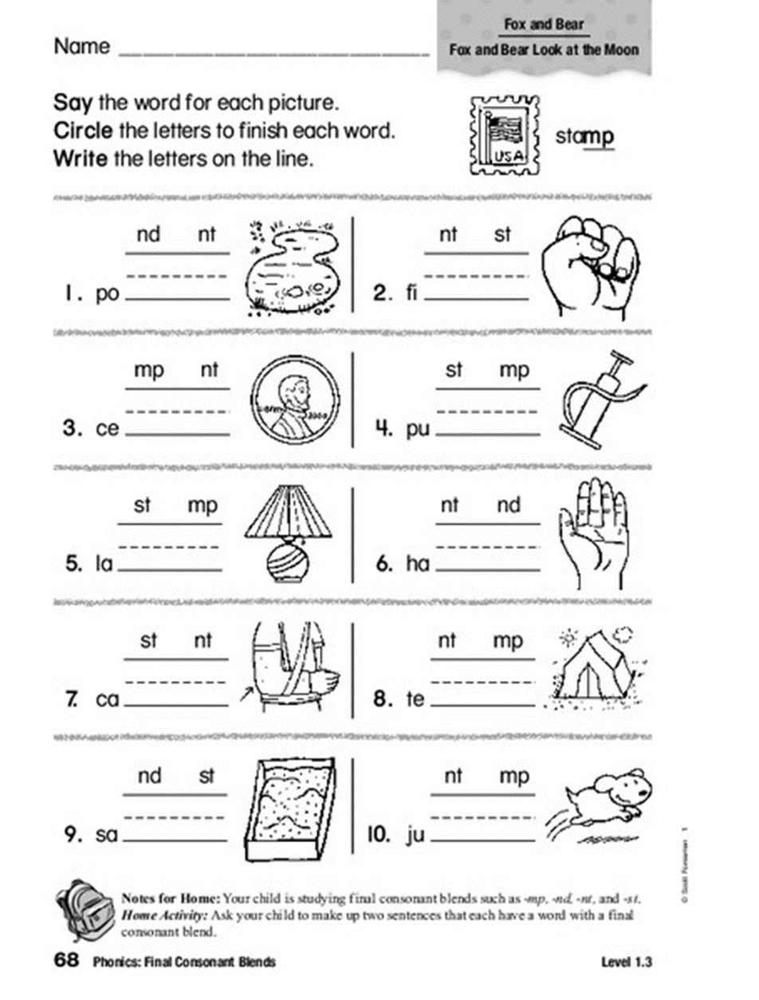 Fox and Bear
Fox and Bear Look at the Moon
Name
Say the word for each picture.
Circle the letters to finish each word.
Write the letters on the line.
USA
stamp
nd nt
1. po
nt st
2. fi
mp nt
3. ce
st mp
4. pu
st mp
5. la
nt nd
6. ha
st nt
7. ca
nt mp
8. te
nd st
9. sa
nt mp
10. ju
© Scott Foresman 1
Notes for Home: Your child is studying final consonant blends such as -mp, -nd, -nt, and -st.
Home Activity: Ask your child to make up two sentences that each have a word with a final
consonant blend.
68 Phonics: Final Consonant Blends
Level 1.3